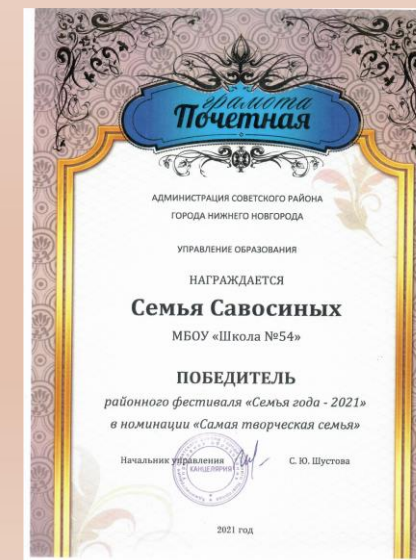 грамота
Почетная
АДМИНИСТРАЦИЯ СОВЕТСКОГО РАЙОНА
ГОРОДА НИЖНЕГО НОВГОРОДА
УПРАВЛЕНИЕ ОБРАЗОВАНИЯ
НАГРАЖДАЕТСЯ
Семья Савосиных
МБОУ «Школа №54»
ПОБЕДИТЕЛЬ
районного фестиваля «Семья года - 2021»
в номинации «Самая творческая семья»
Начальник управления С. Ю. Шустова
КАНЦЕЛЯРИЯ
2021 год